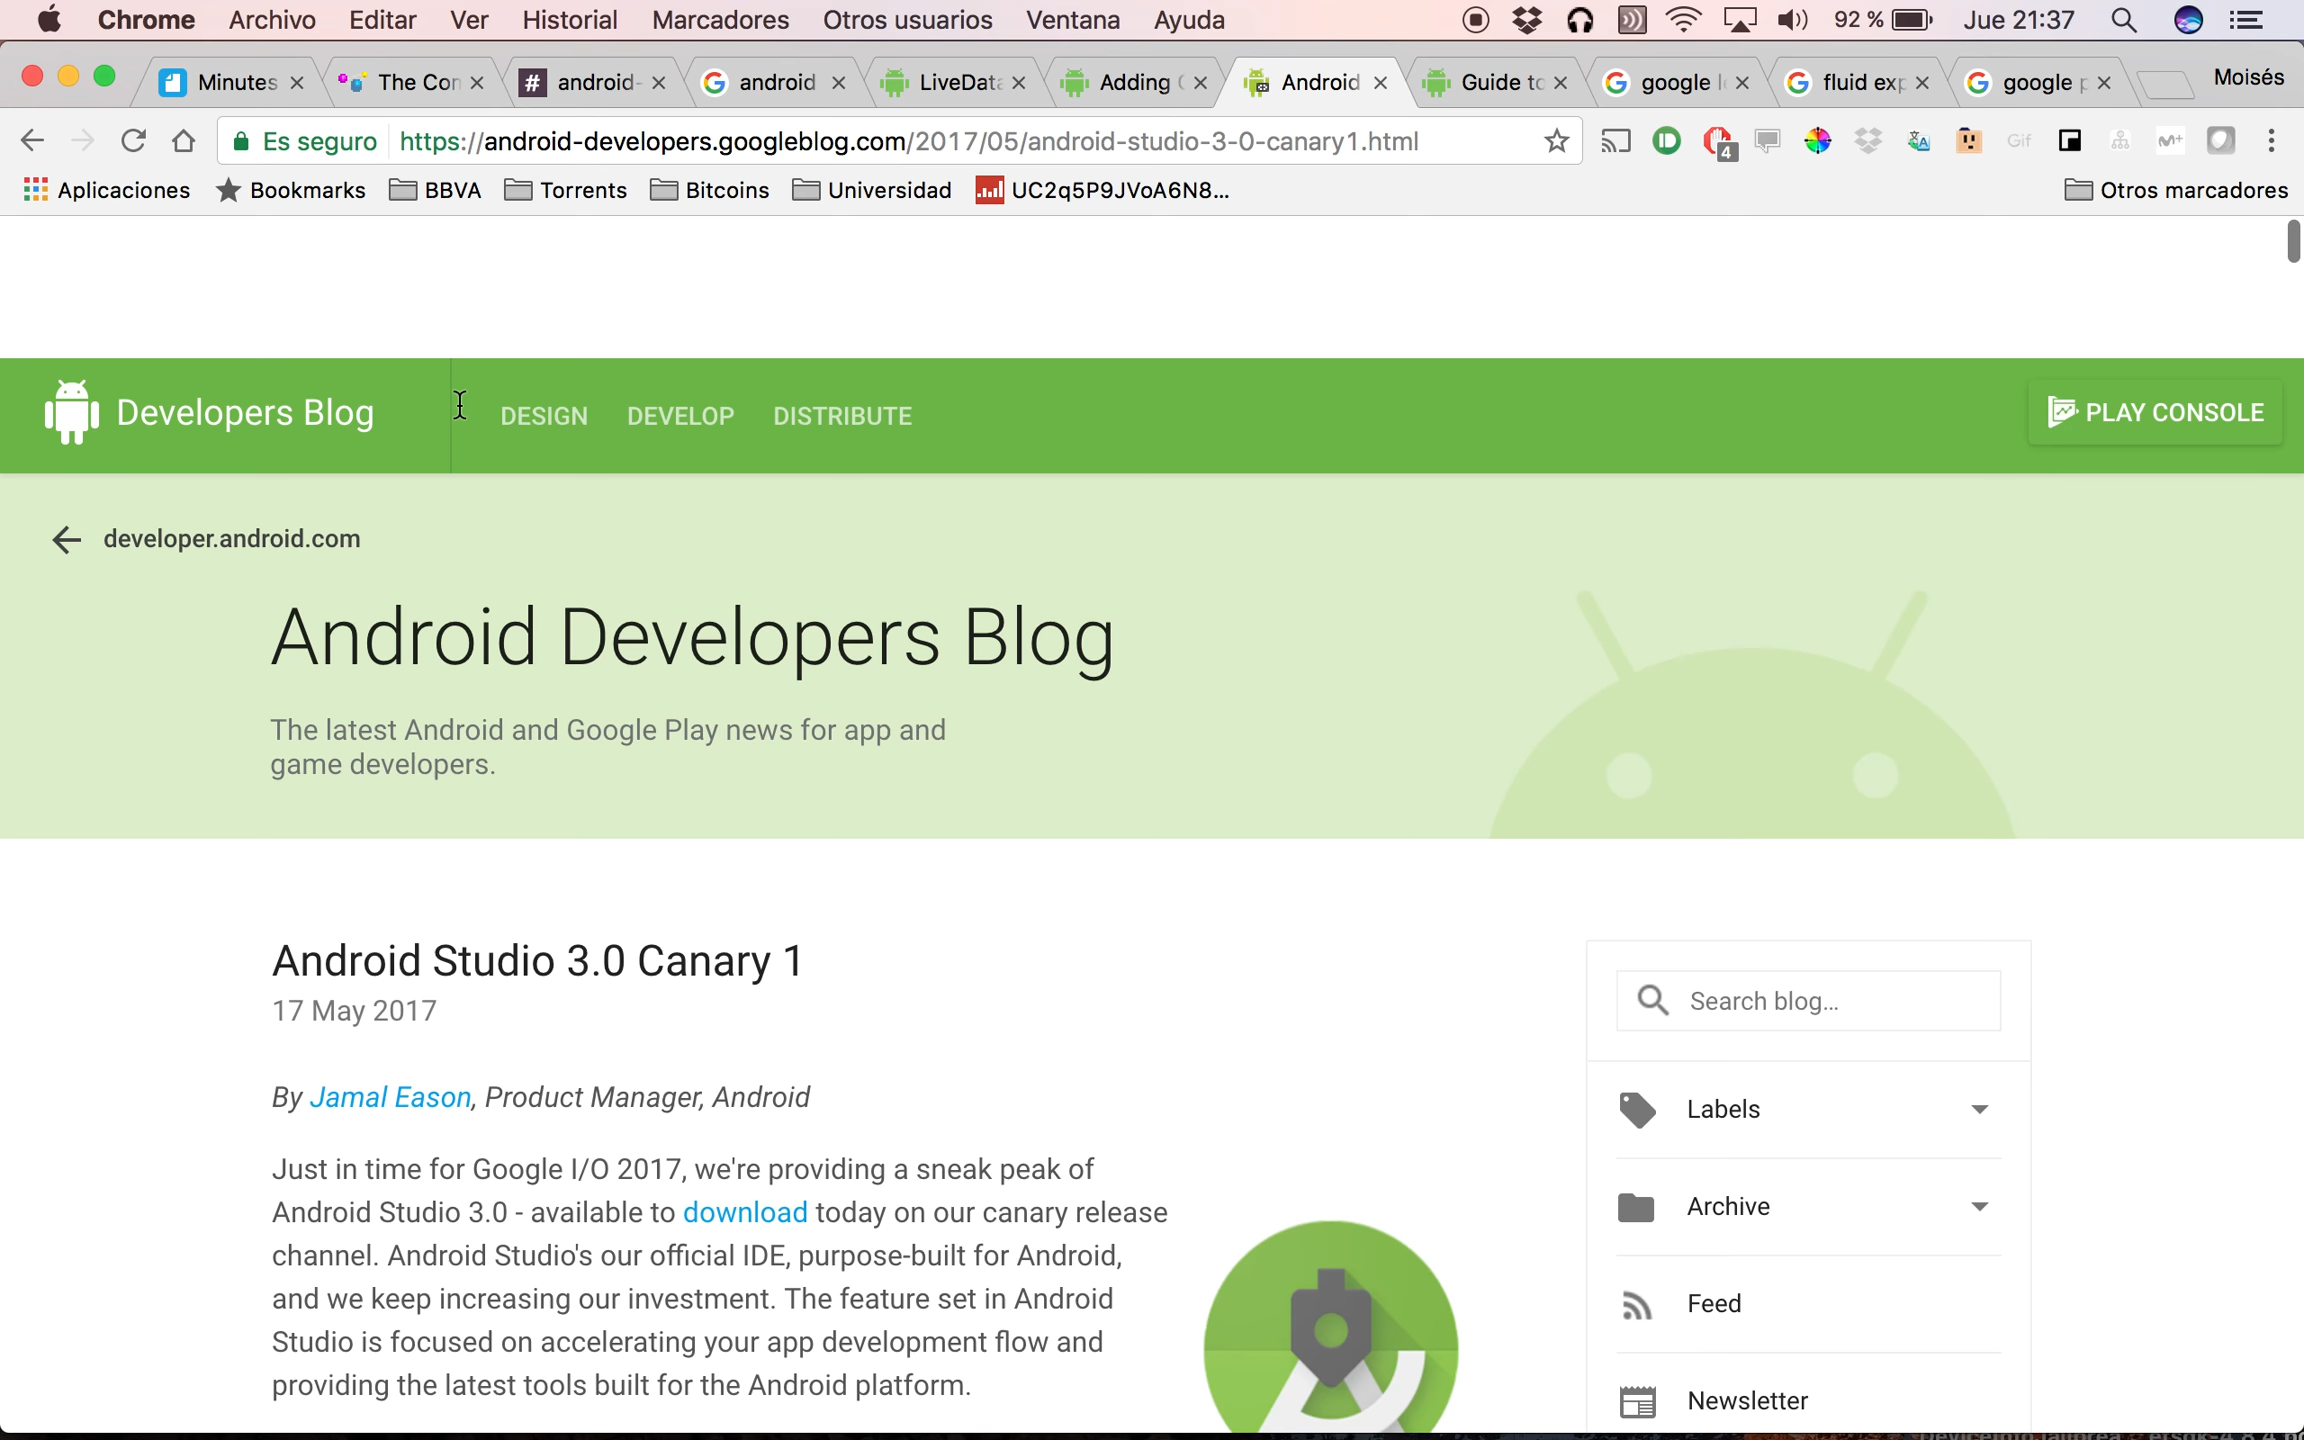 Chrome Archivo Editar Ver Historial Marcadores Otros usuarios Ventana Ayuda 92 % Jue 21:37
Minutes The Con # android- android LiveData Adding Android Guide to google fluid exp google p Moisés
Es seguro https://android-developers.googleblog.com/2017/05/android-studio-3-0-canary1.html 4 Gif
Aplicaciones Bookmarks BBVA Torrents Bitcoins Universidad UC2q5P9JVoA6N8... Otros marcadores
Developers Blog DESIGN DEVELOP DISTRIBUTE PLAY CONSOLE
developer.android.com
Android Developers Blog
The latest Android and Google Play news for app and
game developers.
Android Studio 3.0 Canary 1
17 May 2017
By Jamal Eason, Product Manager, Android
Just in time for Google I/O 2017, we're providing a sneak peak of
Android Studio 3.0 - available to download today on our canary release
channel. Android Studio's our official IDE, purpose-built for Android,
and we keep increasing our investment. The feature set in Android
Studio is focused on accelerating your app development flow and
providing the latest tools built for the Android platform.
Search blog...
Labels
Archive
Feed
Newsletter